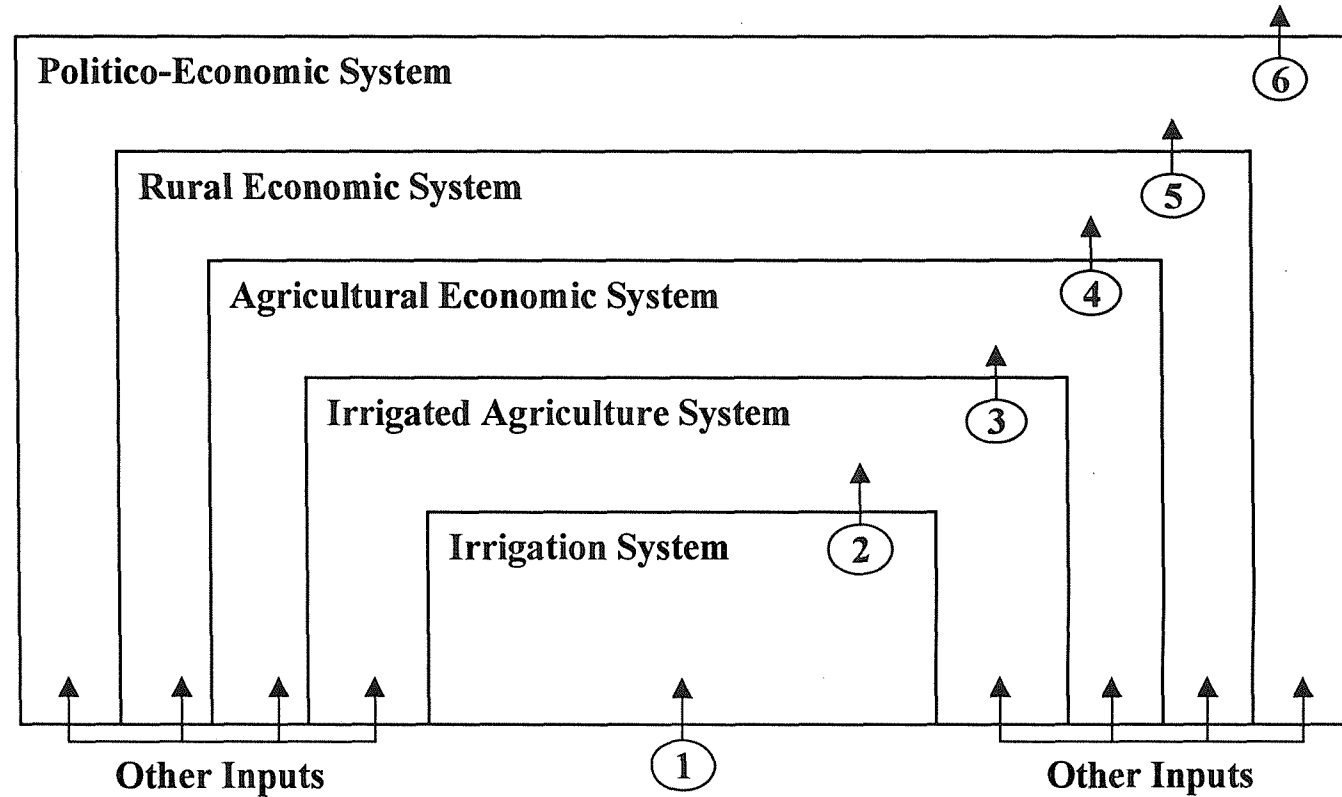 6
Politico-Economic System
5
Rural Economic System
4
Agricultural Economic System
3
Irrigated Agriculture System
2
Irrigation System
Other Inputs
1
Other Inputs